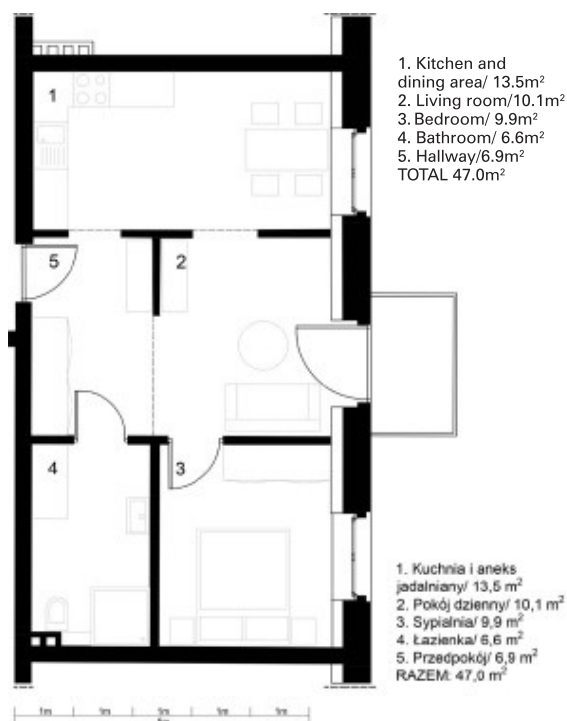 1. Kitchen and
dining area/ 13.5m²
2. Living room/10.1m²
3. Bedroom/ 9.9m²
4. Bathroom/ 6.6m²
5. Hallway/6.9m²
TOTAL 47.0m²
1
5
2
4
3
1. Kuchnia i aneks
jadalniany/ 13,5 m²
2. Pokój dzienny/ 10,1 m²
3. Sypialnia/ 9,9 m²
4. Łazienka/ 6,6 m²
5. Przedpokój/ 6,9 m²
RAZEM: 47,0 m²
1m 1m 1m 1m 1m
5m